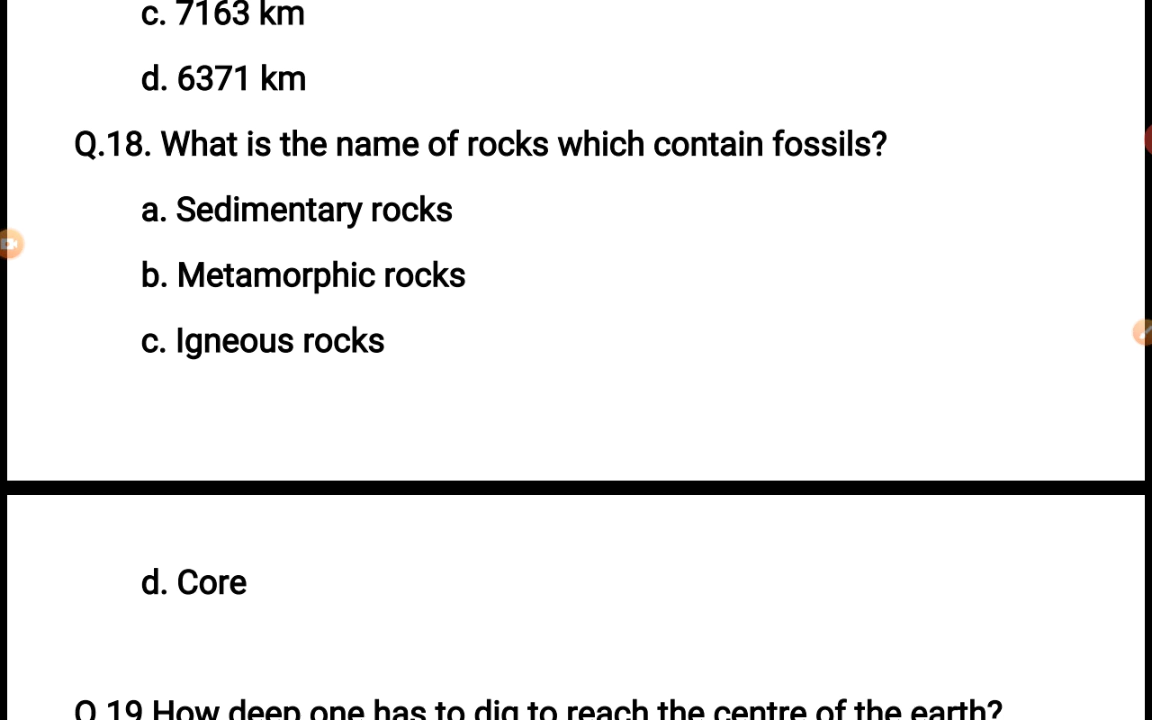 c. 7163 km
d. 6371 km
Q.18. What is the name of rocks which contain fossils?
a. Sedimentary rocks
b. Metamorphic rocks
c. Igneous rocks
d. Core
Q.19 How deep one has to dig to reach the centre of the earth?